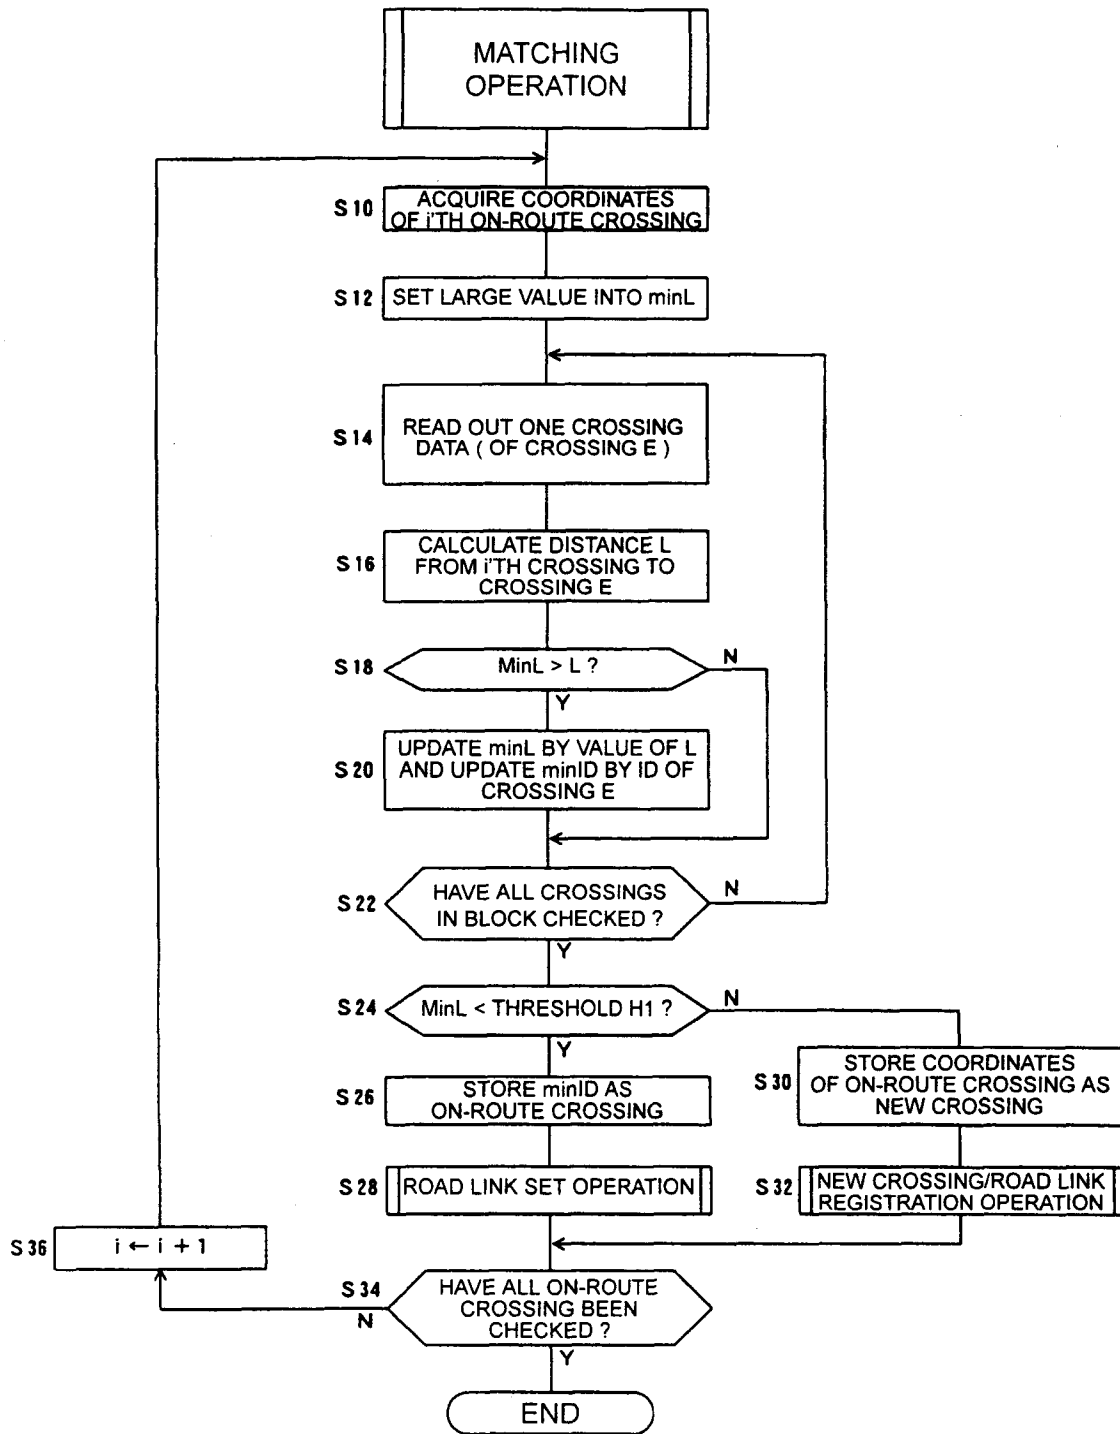 MATCHING
OPERATION
S10
ACQUIRE COORDINATES
OF i'TH ON-ROUTE CROSSING
S12
SET LARGE VALUE INTO minL
S14
READ OUT ONE CROSSING
DATA ( OF CROSSING E )
S16
CALCULATE DISTANCE L
FROM i'TH CROSSING TO
CROSSING E
S18
MinL > L ?
N
Y
S20
UPDATE minL BY VALUE OF L
AND UPDATE minID BY ID OF
CROSSING E
S22
HAVE ALL CROSSINGS
IN BLOCK CHECKED ?
N
Y
S24
MinL < THRESHOLD H1 ?
N
Y
S26
STORE minID AS
ON-ROUTE CROSSING
S30
STORE COORDINATES
OF ON-ROUTE CROSSING AS
NEW CROSSING
S28
ROAD LINK SET OPERATION
S32
NEW CROSSING/ROAD LINK
REGISTRATION OPERATION
S36
i ← i + 1
S34
HAVE ALL ON-ROUTE
CROSSING BEEN
CHECKED ?
N
Y
END